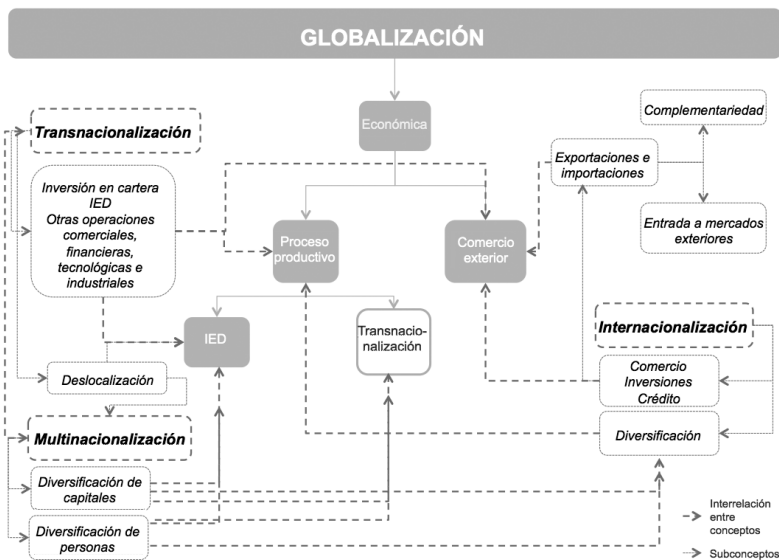 GLOBALIZACIÓN
Económica
Transnacionalización
Complementariedad
Exportaciones e
importaciones
Inversión en cartera
IED
Otras operaciones
comerciales,
financieras,
tecnológicas e
industriales
Entrada a mercados
exteriores
Proceso
productivo
Comercio
exterior
IED
Transnacio-
nalización
Internacionalización
Deslocalización
Comercio
Inversiones
Crédito
Multinacionalización
Diversificación
Diversificación de
capitales
Diversificación de
personas
Interrelación
entre
conceptos
Subconceptos